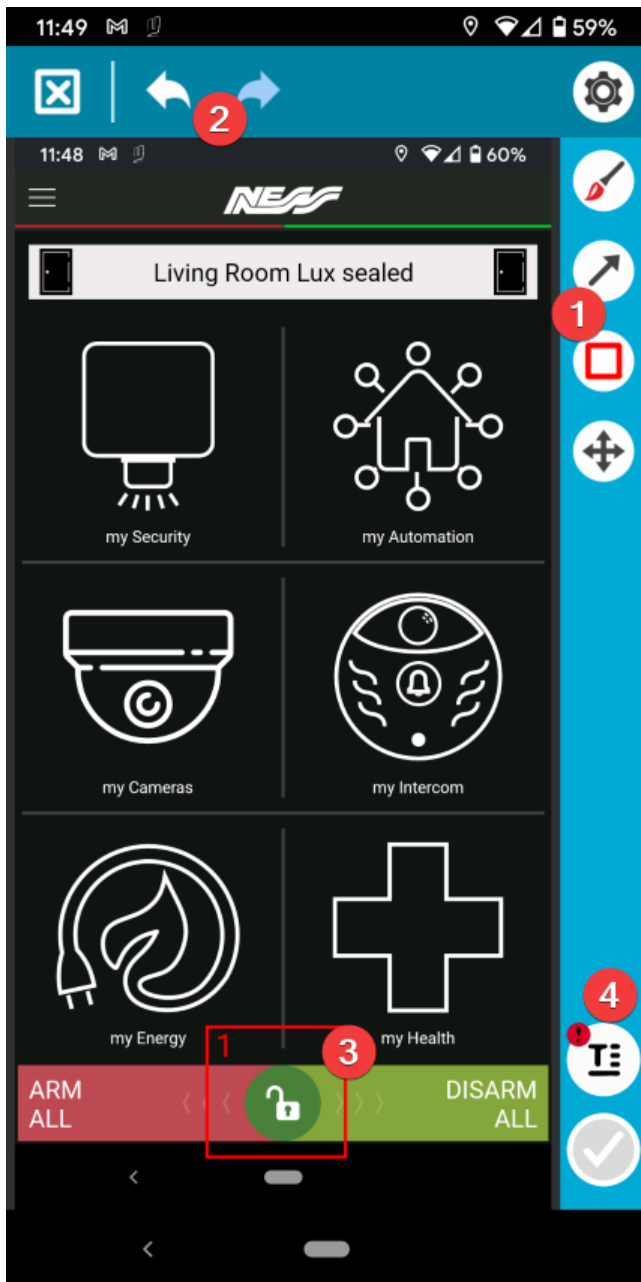 11:49 59%
2
11:48 60%
NESS
Living Room Lux sealed
1
my Security
my Automation
my Cameras
my Intercom
my Energy
my Health
4
1
3
!
T
ARM
ALL
DISARM
ALL